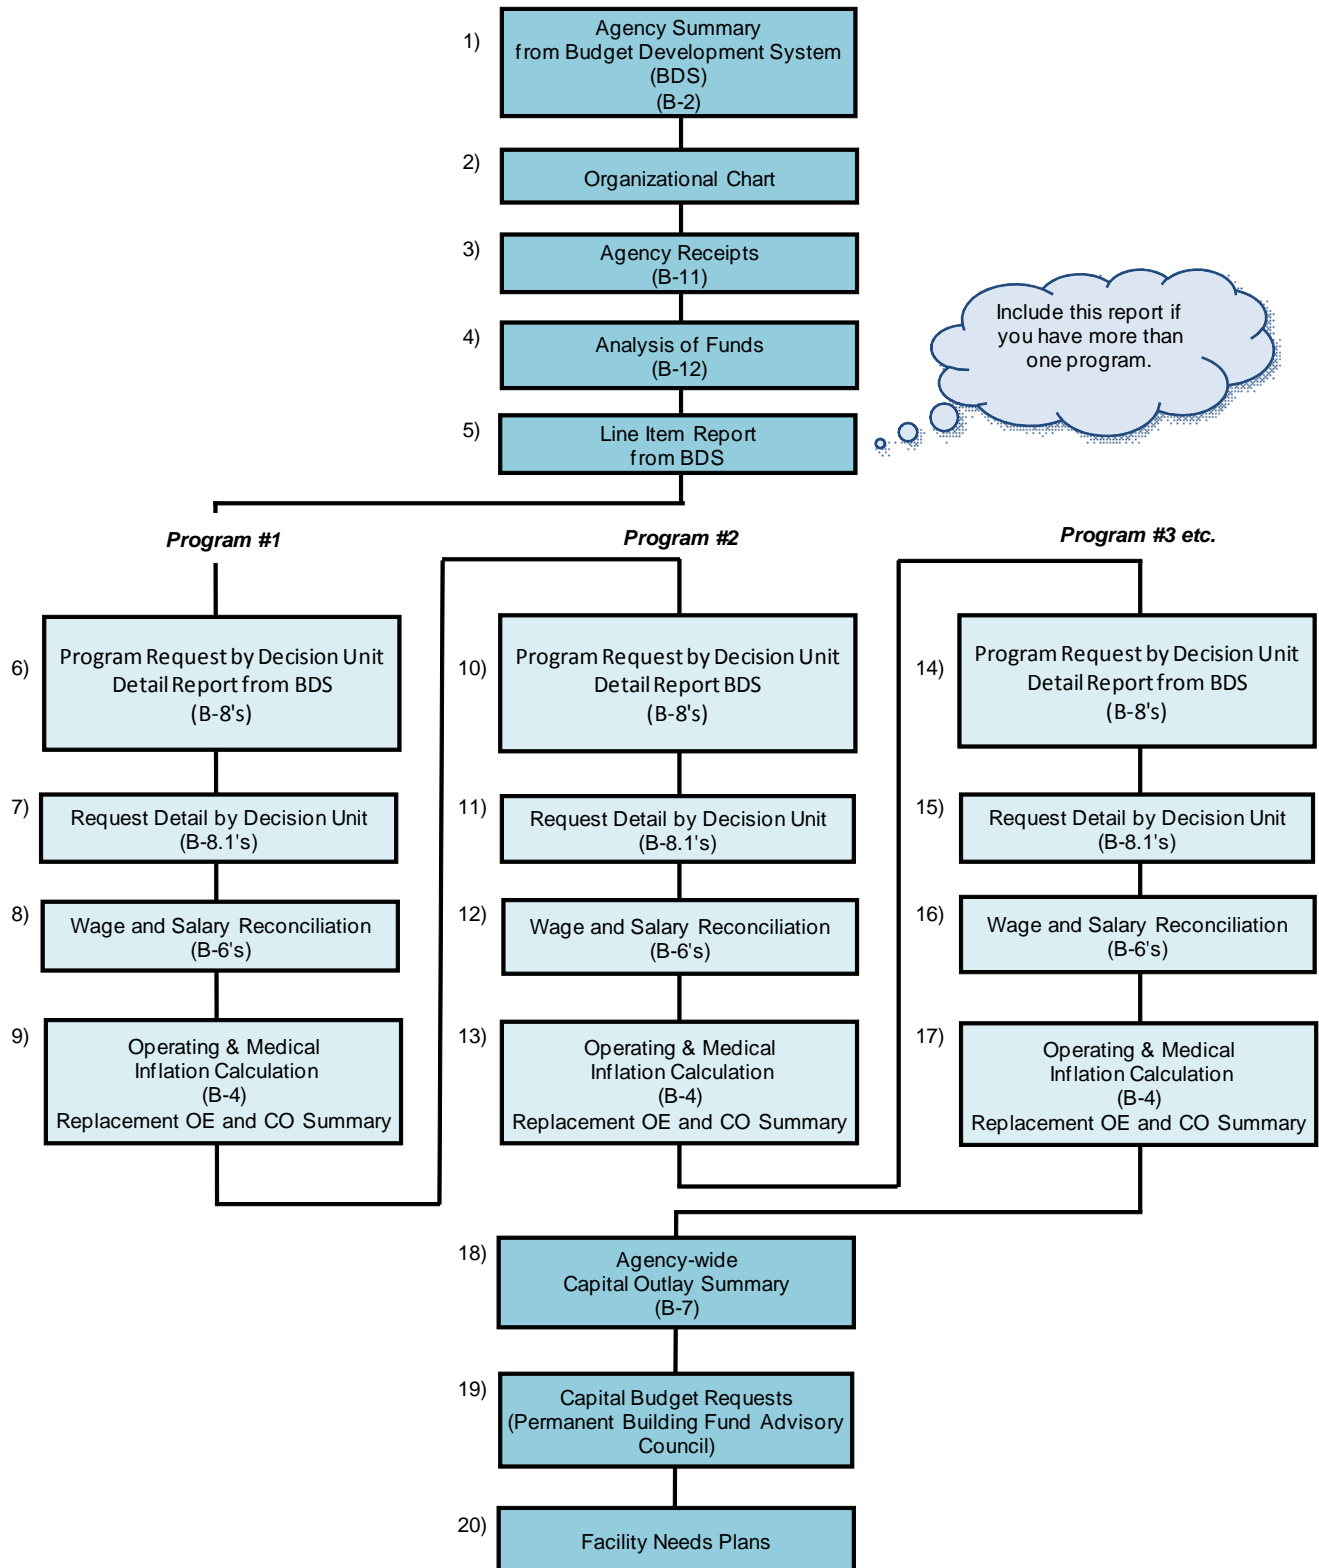 1)
Agency Summary
from Budget Development System
(BDS)
(B-2)
2)
Organizational Chart
3)
Agency Receipts
(B-11)
4)
Analysis of Funds
(B-12)
5)
Line Item Report
from BDS
Include this report if
you have more than
one program.
Program #1
6)
Program Request by Decision Unit
Detail Report from BDS
(B-8's)
7)
Request Detail by Decision Unit
(B-8.1's)
8)
Wage and Salary Reconciliation
(B-6's)
9)
Operating & Medical
Inflation Calculation
(B-4)
Replacement OE and CO Summary
Program #2
10)
Program Request by Decision Unit
Detail Report BDS
(B-8's)
11)
Request Detail by Decision Unit
(B-8.1's)
12)
Wage and Salary Reconciliation
(B-6's)
13)
Operating & Medical
Inflation Calculation
(B-4)
Replacement OE and CO Summary
Program #3 etc.
14)
Program Request by Decision Unit
Detail Report from BDS
(B-8's)
15)
Request Detail by Decision Unit
(B-8.1's)
16)
Wage and Salary Reconciliation
(B-6's)
17)
Operating & Medical
Inflation Calculation
(B-4)
Replacement OE and CO Summary
18)
Agency-wide
Capital Outlay Summary
(B-7)
19)
Capital Budget Requests
(Permanent Building Fund Advisory
Council)
20)
Facility Needs Plans